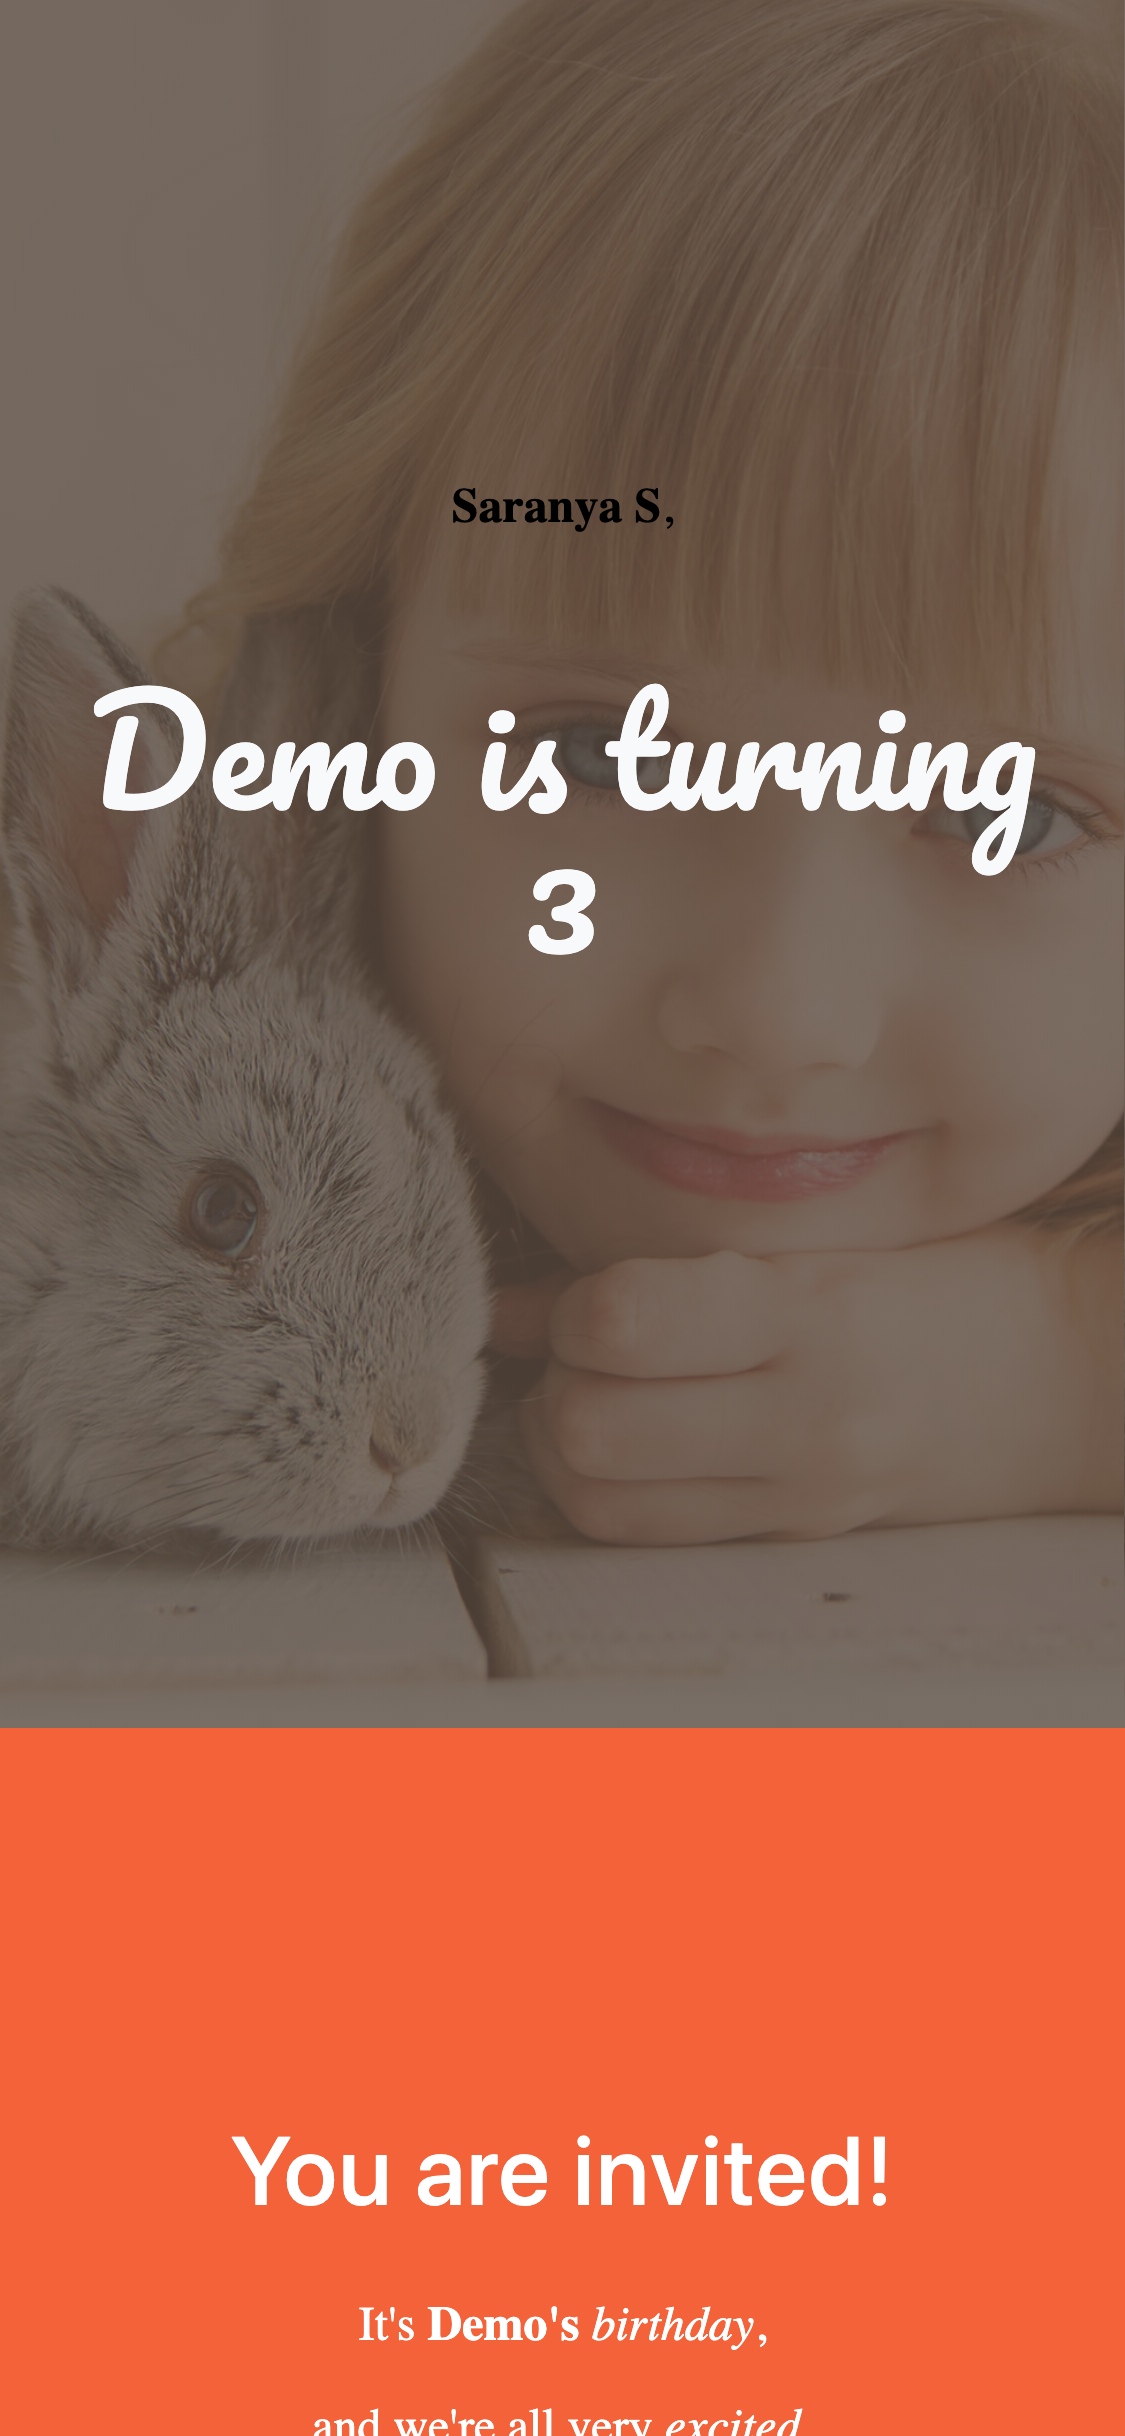 Saranya S,
Demo is turning
3
You are invited!
It's Demo's birthday,
and we're all very excited